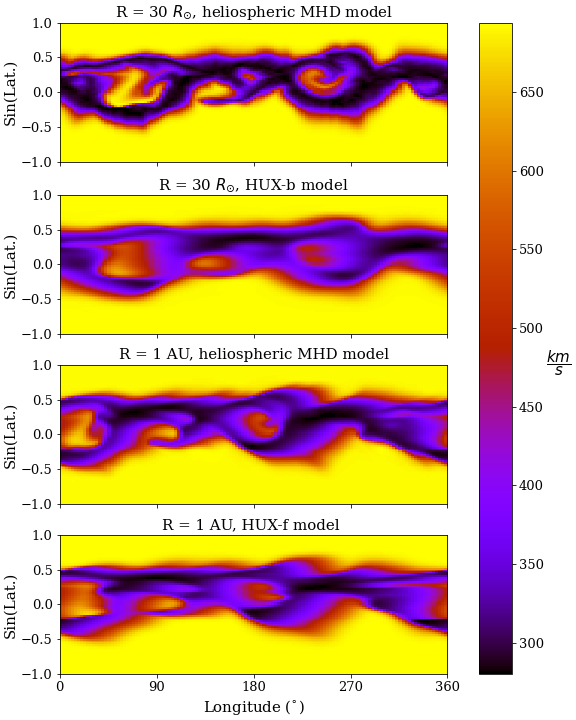 R = 30 R☉, heliospheric MHD model
1.0
0.5
0.0
−0.5
−1.0
Sin(Lat.)
R = 30 R☉, HUX-b model
1.0
0.5
0.0
−0.5
−1.0
Sin(Lat.)
R = 1 AU, heliospheric MHD model
1.0
0.5
0.0
−0.5
−1.0
Sin(Lat.)
R = 1 AU, HUX-f model
1.0
0.5
0.0
−0.5
−1.0
Sin(Lat.)
0 90 180 270 360
Longitude (°)
650
600
550
500
450
400
350
300
km
s